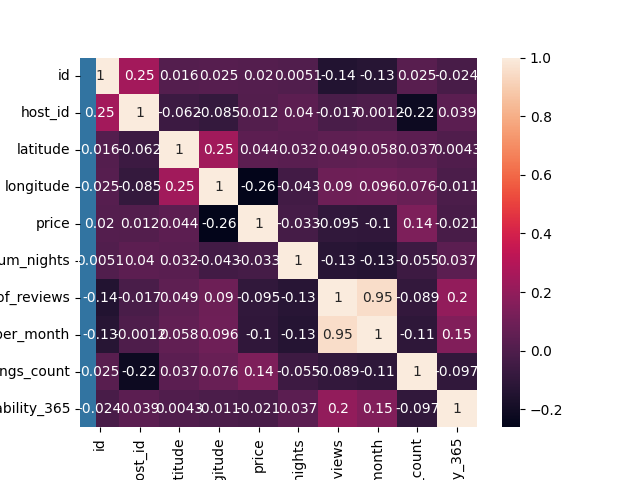 id 1 0.25 0.016 0.025 0.02 0.0051 -0.14 -0.13 0.025 -0.024
host_id 0.25 1 -0.062 -0.085 0.012 0.04 -0.017 -0.0012 -0.22 0.039
latitude 0.016 -0.062 1 0.25 0.044 0.032 0.049 0.058 0.037 0.0043
longitude 0.025 -0.085 0.25 1 -0.26 -0.043 0.09 0.096 0.076 -0.011
price 0.02 0.012 0.044 -0.26 1 -0.033 -0.095 -0.1 0.14 -0.021
um_nights 0.0051 0.04 0.032 -0.043 -0.033 1 -0.13 -0.13 -0.055 0.037
of_reviews -0.14 -0.017 0.049 0.09 -0.095 -0.13 1 0.95 -0.089 0.2
per_month -0.13 -0.0012 0.058 0.096 -0.1 -0.13 0.95 1 -0.11 0.15
ngs_count 0.025 -0.22 0.037 0.076 0.14 -0.055 -0.089 -0.11 1 -0.097
ability_365 -0.024 0.039 0.0043 -0.011 -0.021 0.037 0.2 0.15 -0.097 1
id
ost_id
titude
gitude
price
nights
views
month
_count
y_365
1.0
0.8
0.6
0.4
0.2
0.0
−0.2